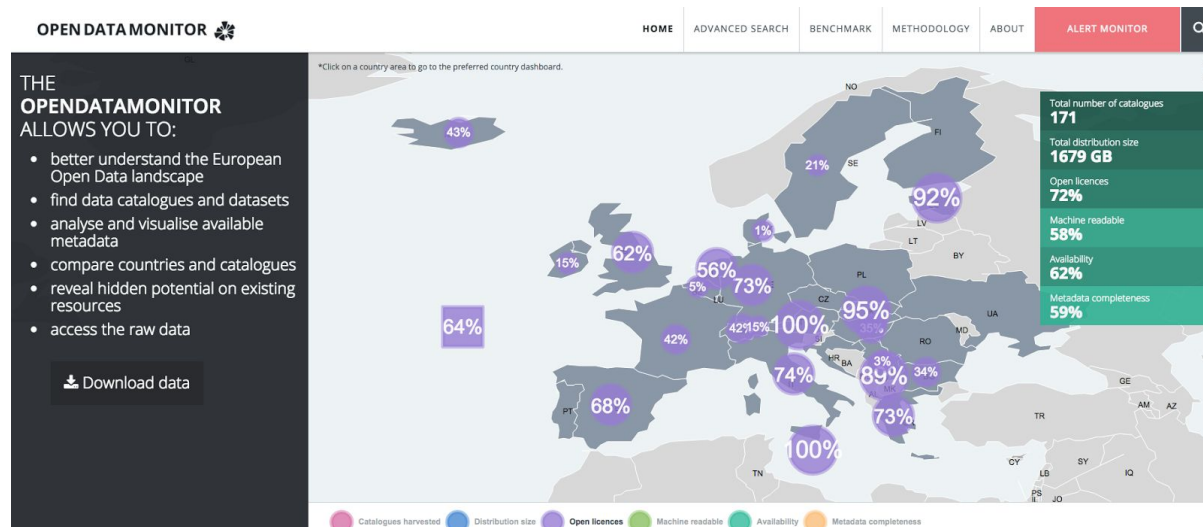 OPEN DATA MONITOR
HOME
ADVANCED SEARCH
BENCHMARK
METHODOLOGY
ABOUT
ALERT MONITOR
GL
THE
OPENDATAMONITOR
ALLOWS YOU TO:
• better understand the European
Open Data landscape
• find data catalogues and datasets
• analyse and visualise available
metadata
• compare countries and catalogues
• reveal hidden potential on existing
resources
• access the raw data
Download data
*Click on a country area to go to the preferred country dashboard.
NO
43%
FI
21%
SE
92%
LV
1%
LT
62%
15%
BY
56%
PL
5%
73%
LU
CZ
95%
UA
64%
42%
42%
15%
100%
35%
MD
RO
HR
BA
3%
74%
89%
34%
AL
MK
GE
68%
PT
73%
AM
AZ
TR
100%
CY
SY
TN
LB
IQ
PS
IL
JO
Total number of catalogues
171
Total distribution size
1679 GB
Open licences
72%
Machine readable
58%
Availability
62%
Metadata completeness
59%
Catalogues harvested
Distribution size
Open licences
Machine readable
Availability
Metadata completeness